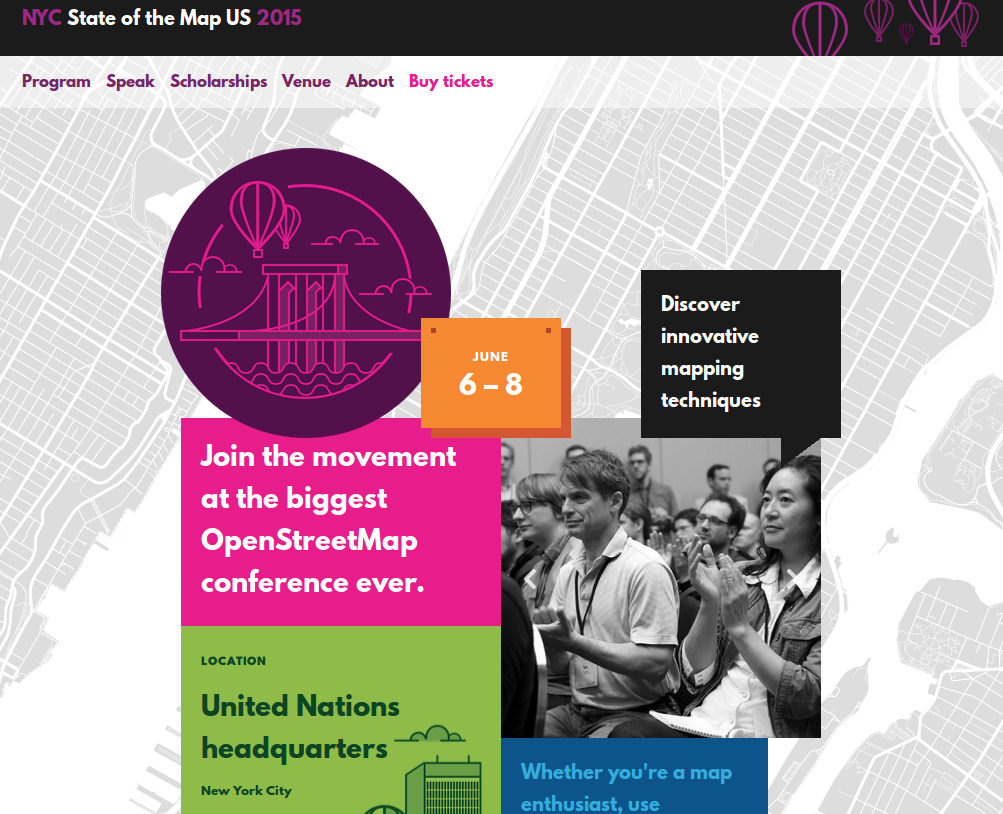 NYC State of the Map US 2015
Program Speak Scholarships Venue About Buy tickets
JUNE
6 – 8
Discover
innovative
mapping
techniques
Join the movement
at the biggest
OpenStreetMap
conference ever.
LOCATION
United Nations
headquarters
New York City
Whether you're a map
enthusiast, use